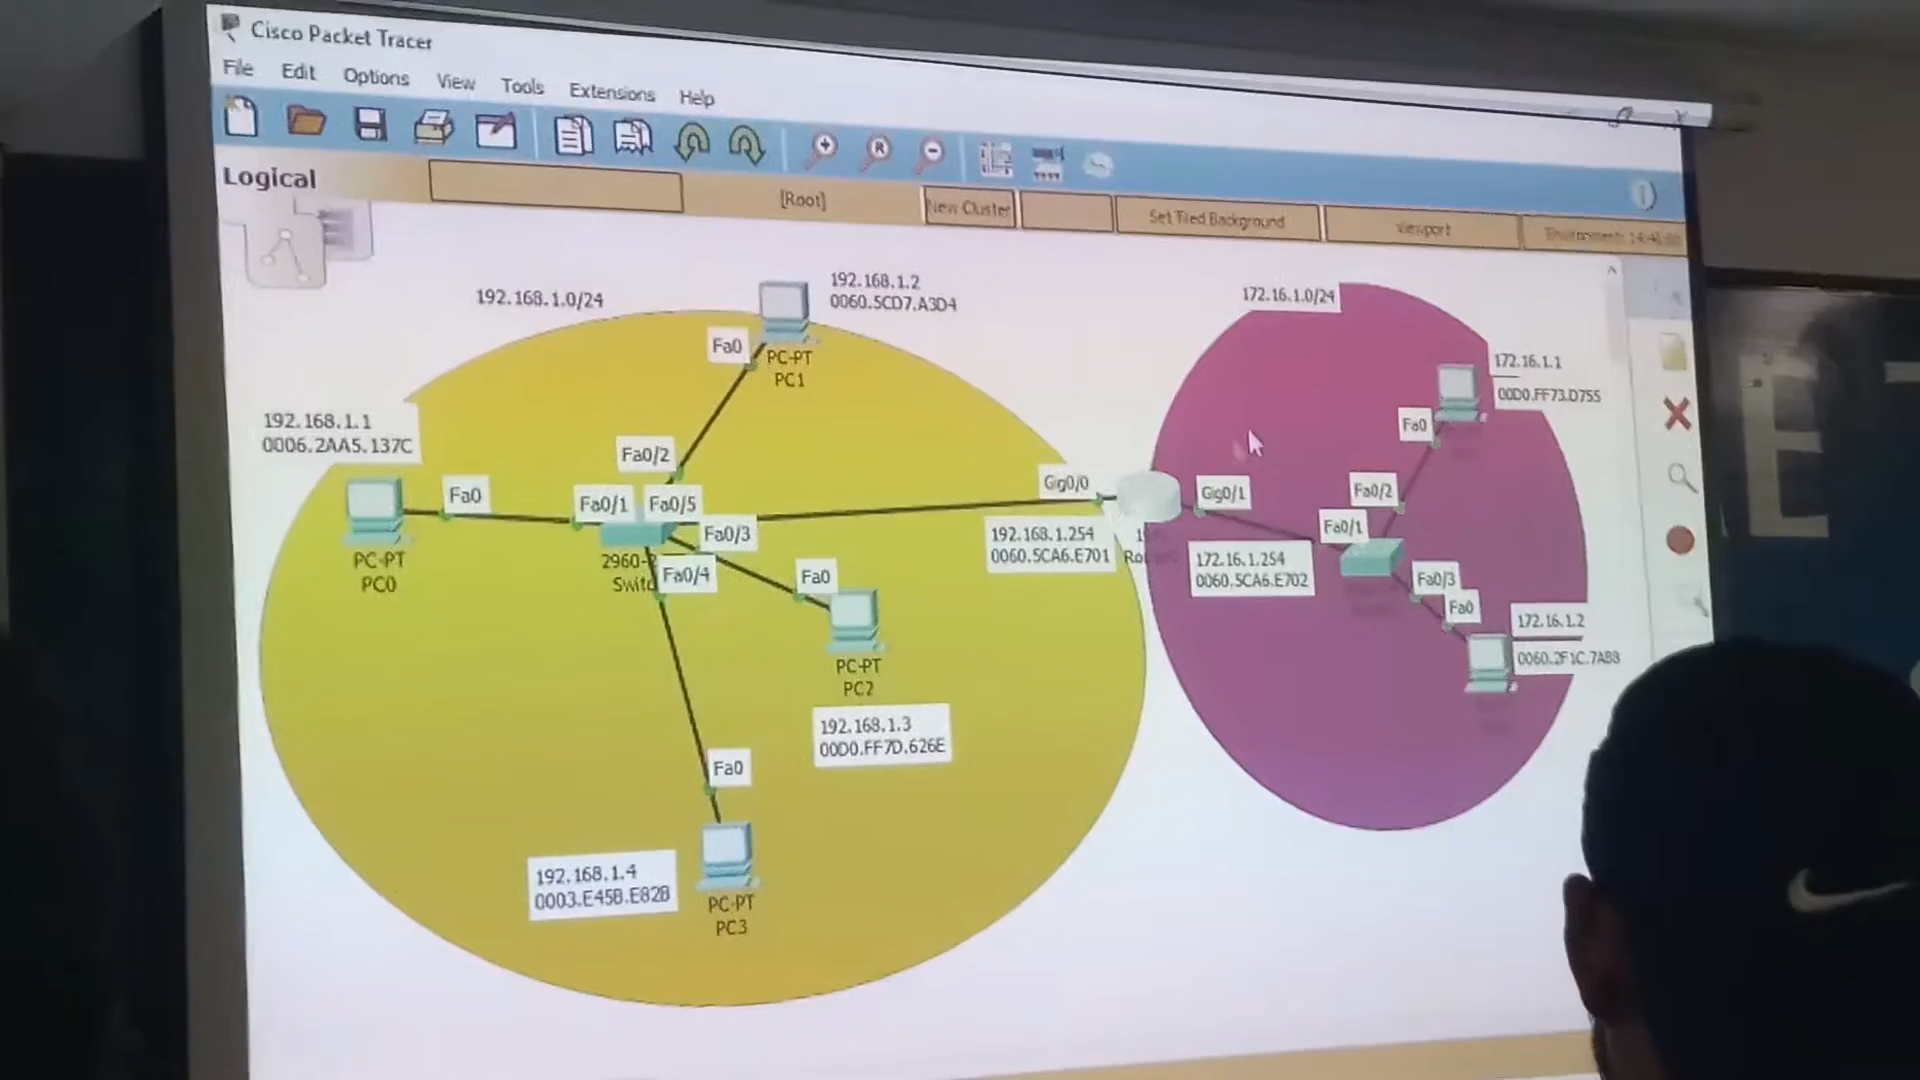 Cisco Packet Tracer
File Edit Options View Tools Extensions Help
Logical
[Root]
New Cluster
Set Tiled Background
Viewport
192.168.1.0/24
192.168.1.2
0060.5CD7.A3D4
Fa0
PC-PT
PC1
172.16.1.0/24
172.16.1.1
00D0.FF73.D755
Fa0
192.168.1.1
0006.2AA5.137C
Fa0
PC-PT
PC0
Fa0/2
Fa0/1
Fa0/5
Fa0/3
Fa0/4
2960-
Switc
Gig0/0
192.168.1.254
0060.5CA6.E701
Gig0/1
172.16.1.254
0060.5CA6.E702
Fa0/2
Fa0/1
Fa0/3
Fa0
172.16.1.2
0060.2F1C.7ABB
Fa0
PC-PT
PC2
192.168.1.3
00D0.FF7D.626E
Fa0
192.168.1.4
0003.E45B.E82B
PC-PT
PC3
E